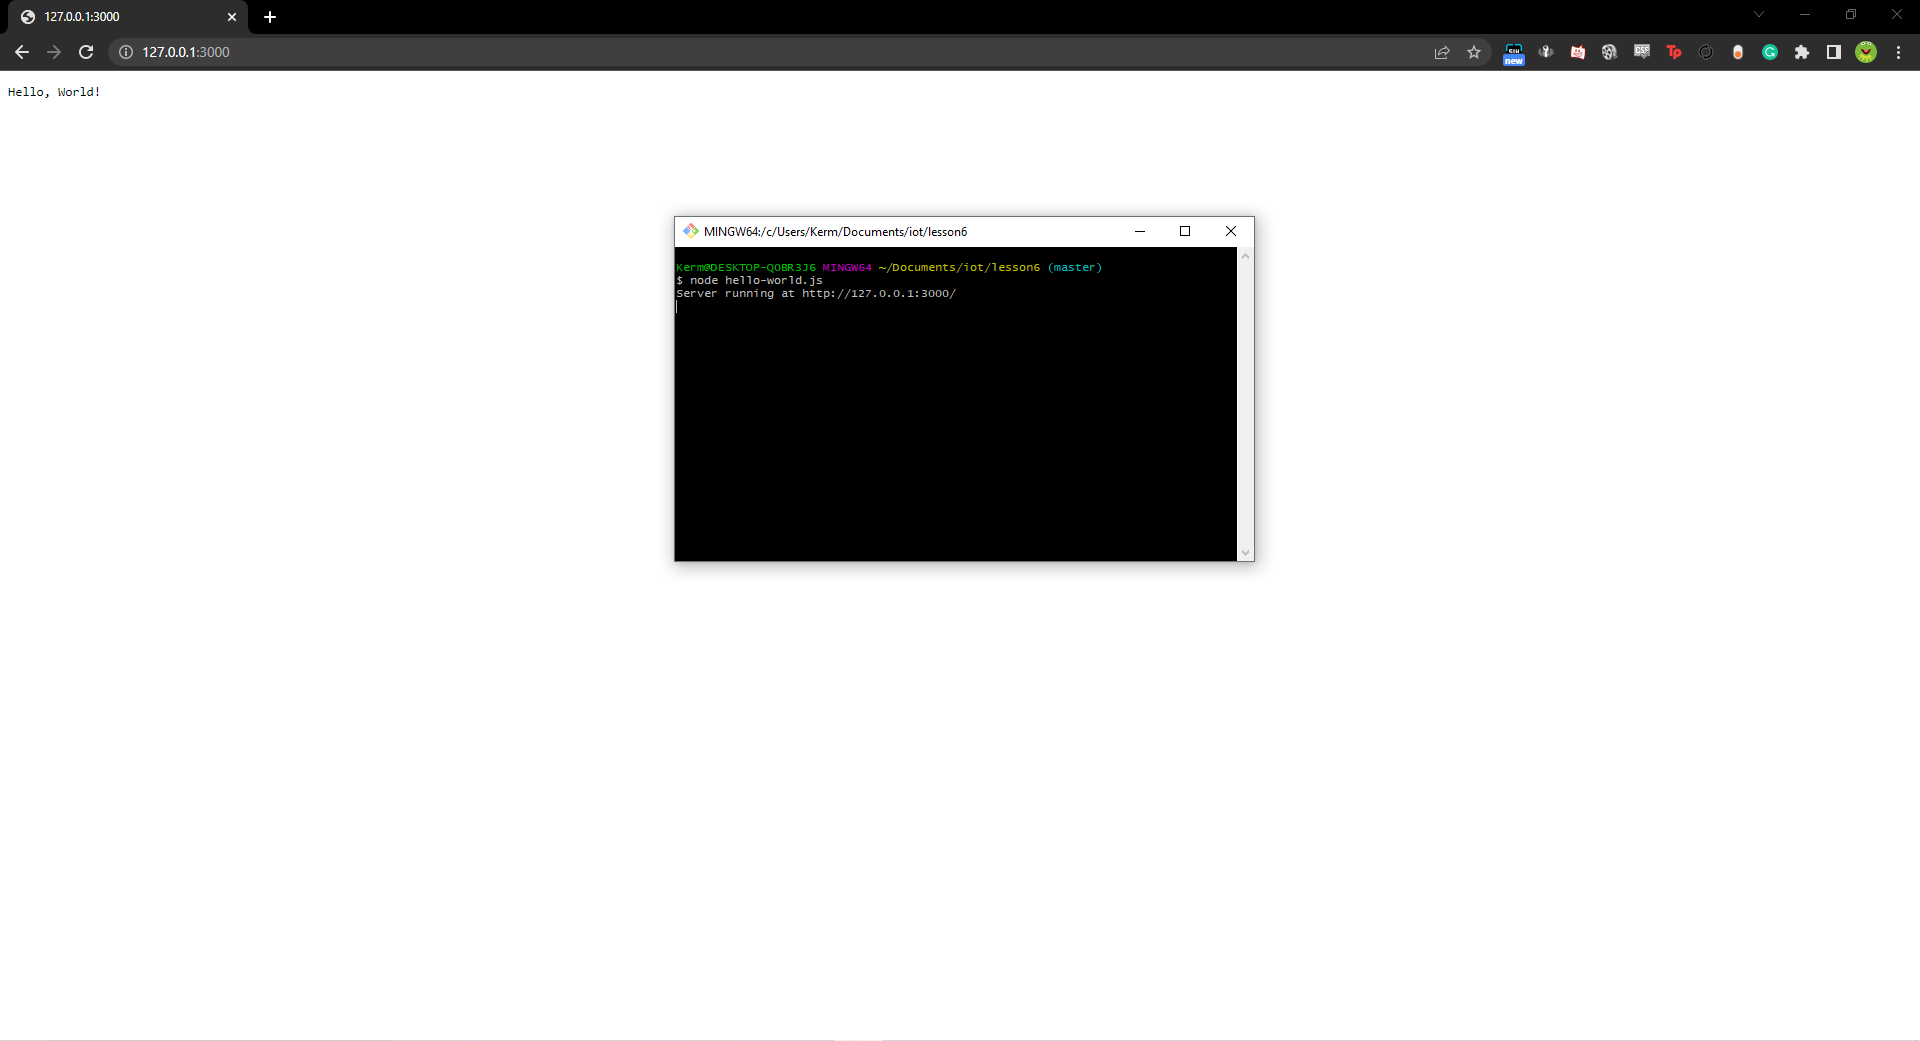 127.0.0.1:3000
127.0.0.1:3000
new
Tp
Hello, World!
MINGW64:/c/Users/Kerm/Documents/iot/lesson6
Kerm@DESKTOP-QOBR3J6 MINGW64 ~/Documents/iot/lesson6 (master)
$ node hello-world.js
Server running at http://127.0.0.1:3000/